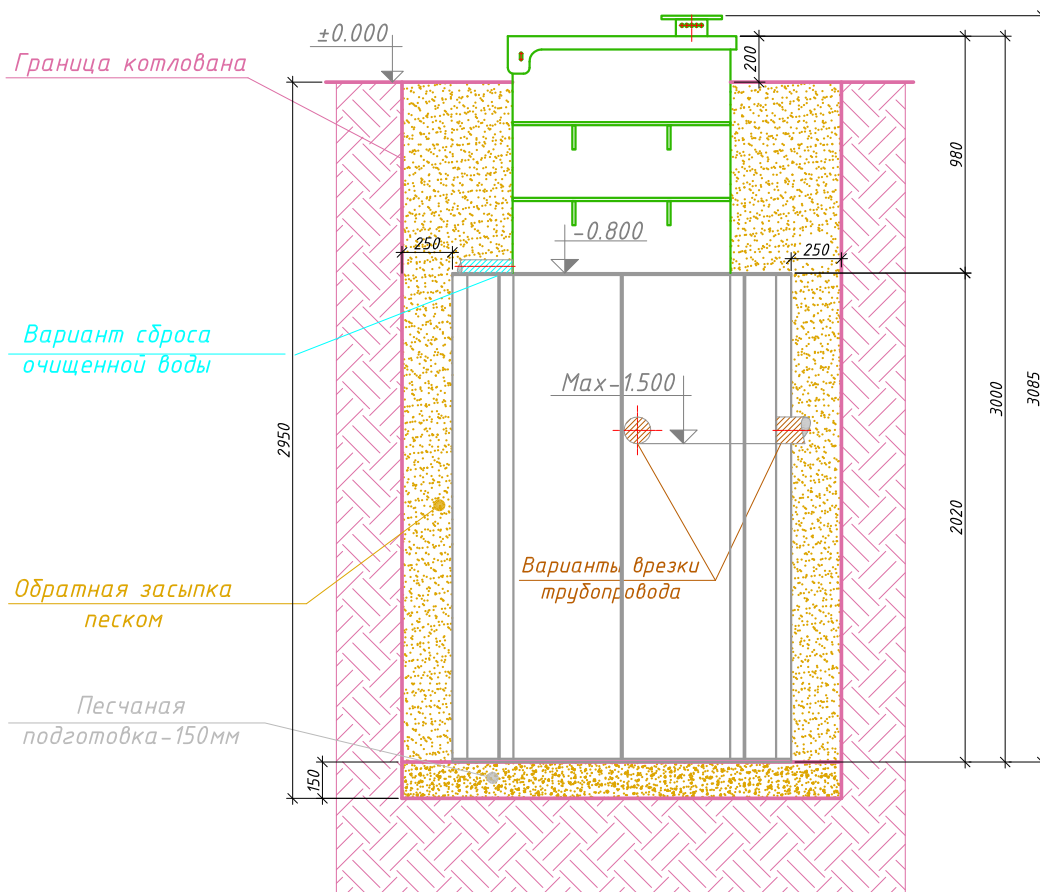 ±0.000
Граница котлована
200
980
-0.800
250
250
Вариант сброса
очищенной воды
Max-1.500
3085
3000
2950
2020
Варианты врезки
трубопровода
Обратная засыпка
песком
Песчаная
подготовка-150мм
150